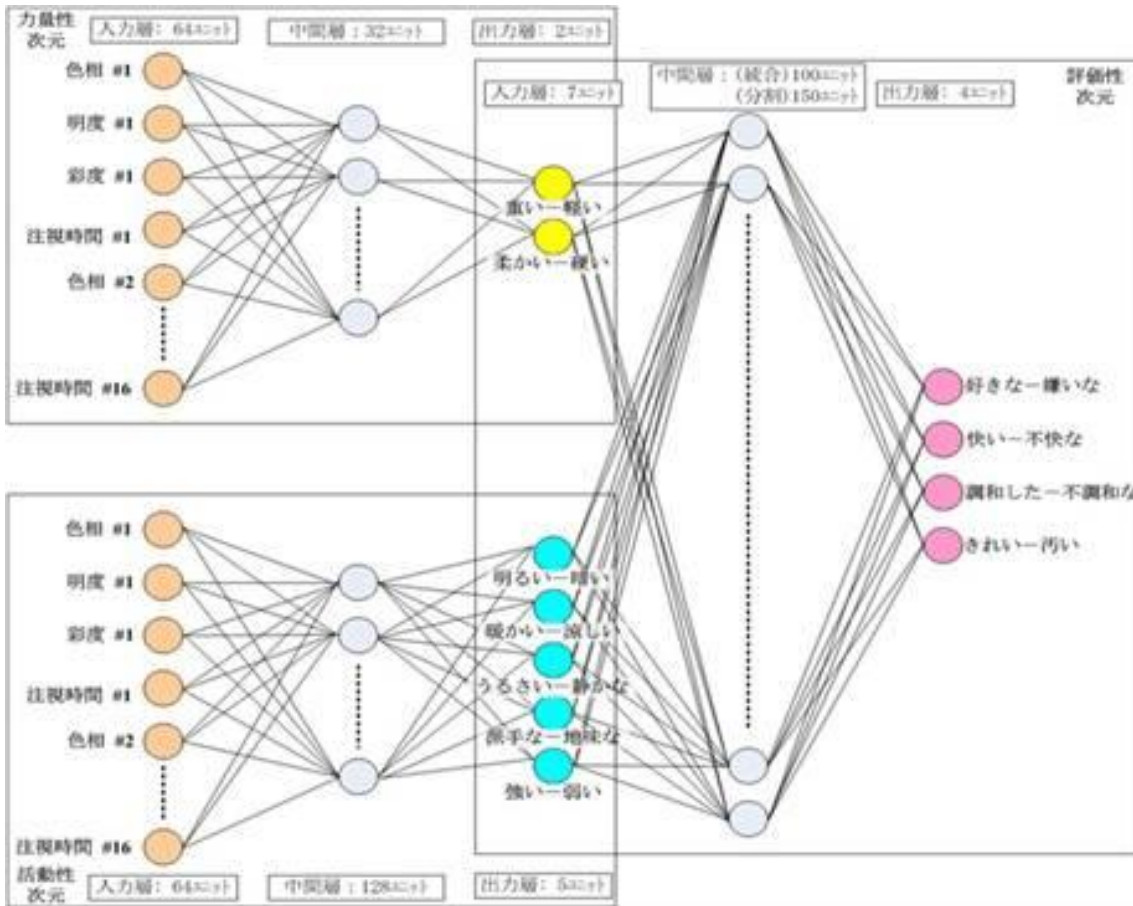 力量性
次元
入力層: 64ユニット
中間層: 32ユニット
出力層: 2ユニット
色相 #1
明度 #1
彩度 #1
注視時間 #1
色相 #2
注視時間 #16
重い－軽い
柔かい－硬い
入力層: 7ユニット
中間層: (統合)100ユニット
(分割)150ユニット
出力層: 4ユニット
評価性
次元
好きな－嫌いな
快い－不快な
調和した－不調和な
きれい－汚い
色相 #1
明度 #1
彩度 #1
注視時間 #1
色相 #2
注視時間 #16
明るい－暗い
暖かい－涼しい
うるさい－静かな
派手な－地味な
強い－弱い
活動性
次元
入力層: 64ユニット
中間層: 128ユニット
出力層: 5ユニット